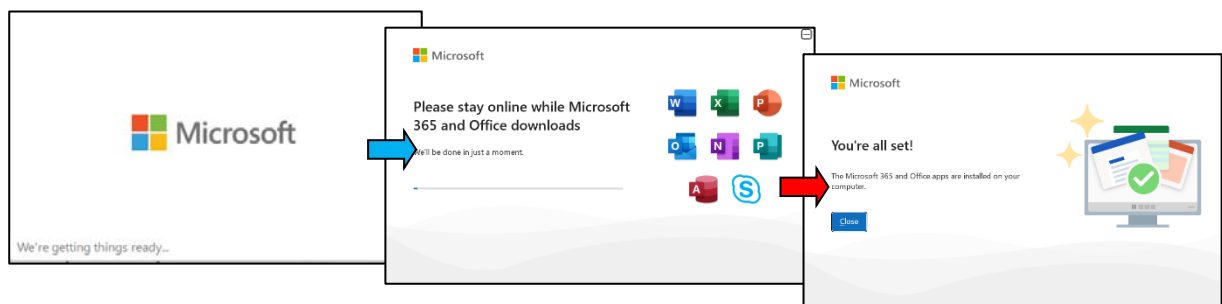 Microsoft
We're getting things ready...
Microsoft
Please stay online while Microsoft
365 and Office downloads
We'll be done in just a moment.
W X P
O N P
A S
Microsoft
You're all set!
The Microsoft 365 and Office apps are installed on your
computer.
Close